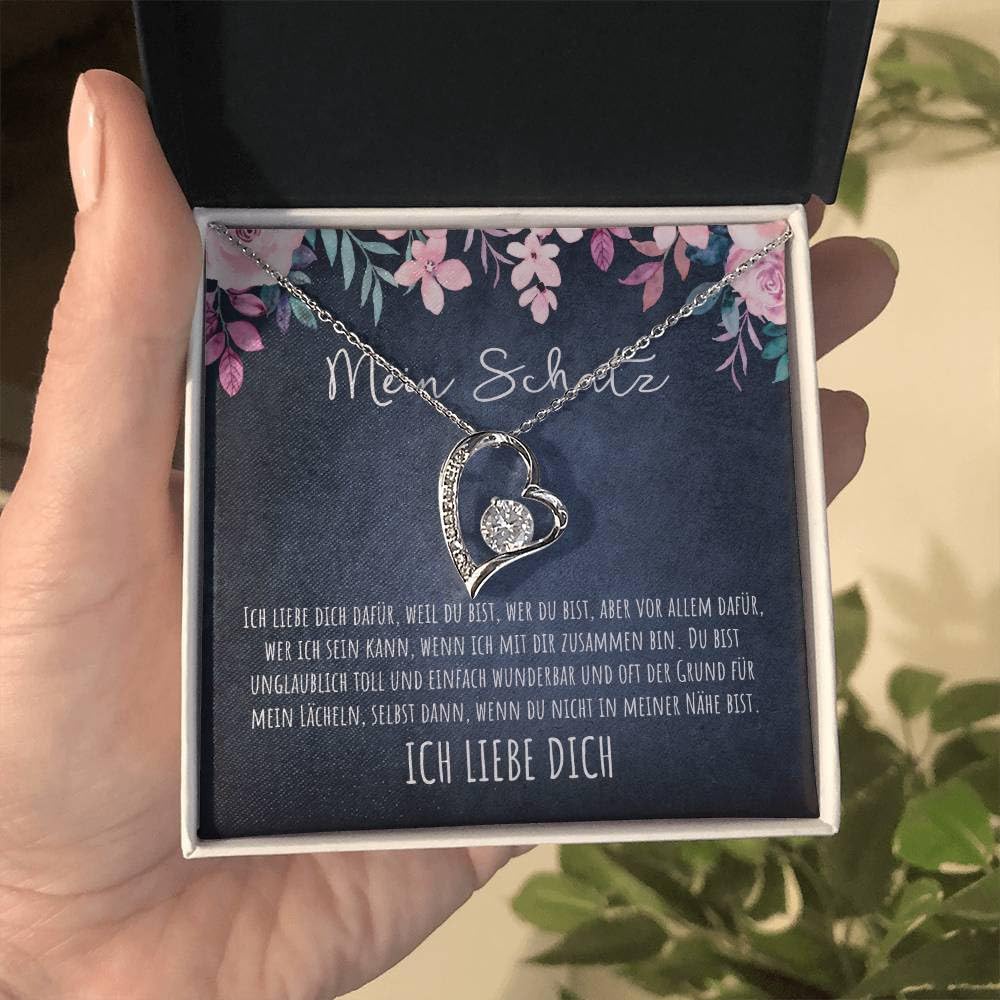 Mein Schatz
Ich liebe dich dafür, weil du bist, wer du bist, aber vor allem dafür,
wer ich sein kann, wenn ich mit dir zusammen bin. Du bist
unglaublich toll und einfach wunderbar und oft der Grund für
mein Lächeln, selbst dann, wenn du nicht in meiner Nähe bist.
ICH LIEBE DICH